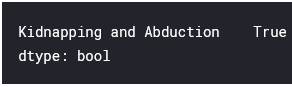 Kidnapping and Abduction    True
dtype: bool